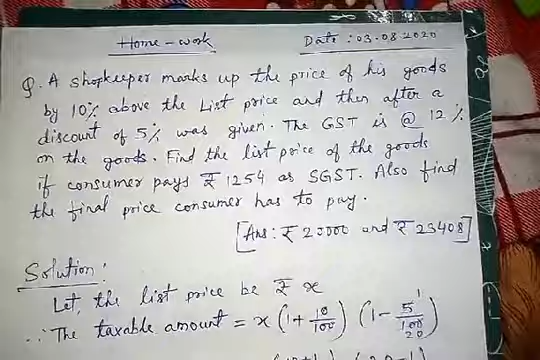 Home-work
Date : 03.08.2020
Q. A shopkeeper marks up the price of his goods
by 10% above the List price and then after a
discount of 5% was given. The GST is @ 12%
on the goods. Find the list price of the goods
if consumer pays ₹ 1254 as SGST. Also find
the final price consumer has to pay.
[Ans: ₹ 20000 and ₹ 23408]
Solution:
Let, the list price be ₹ x
∴ The taxable amount = x (1 + 10/100) (1 - 5/100)